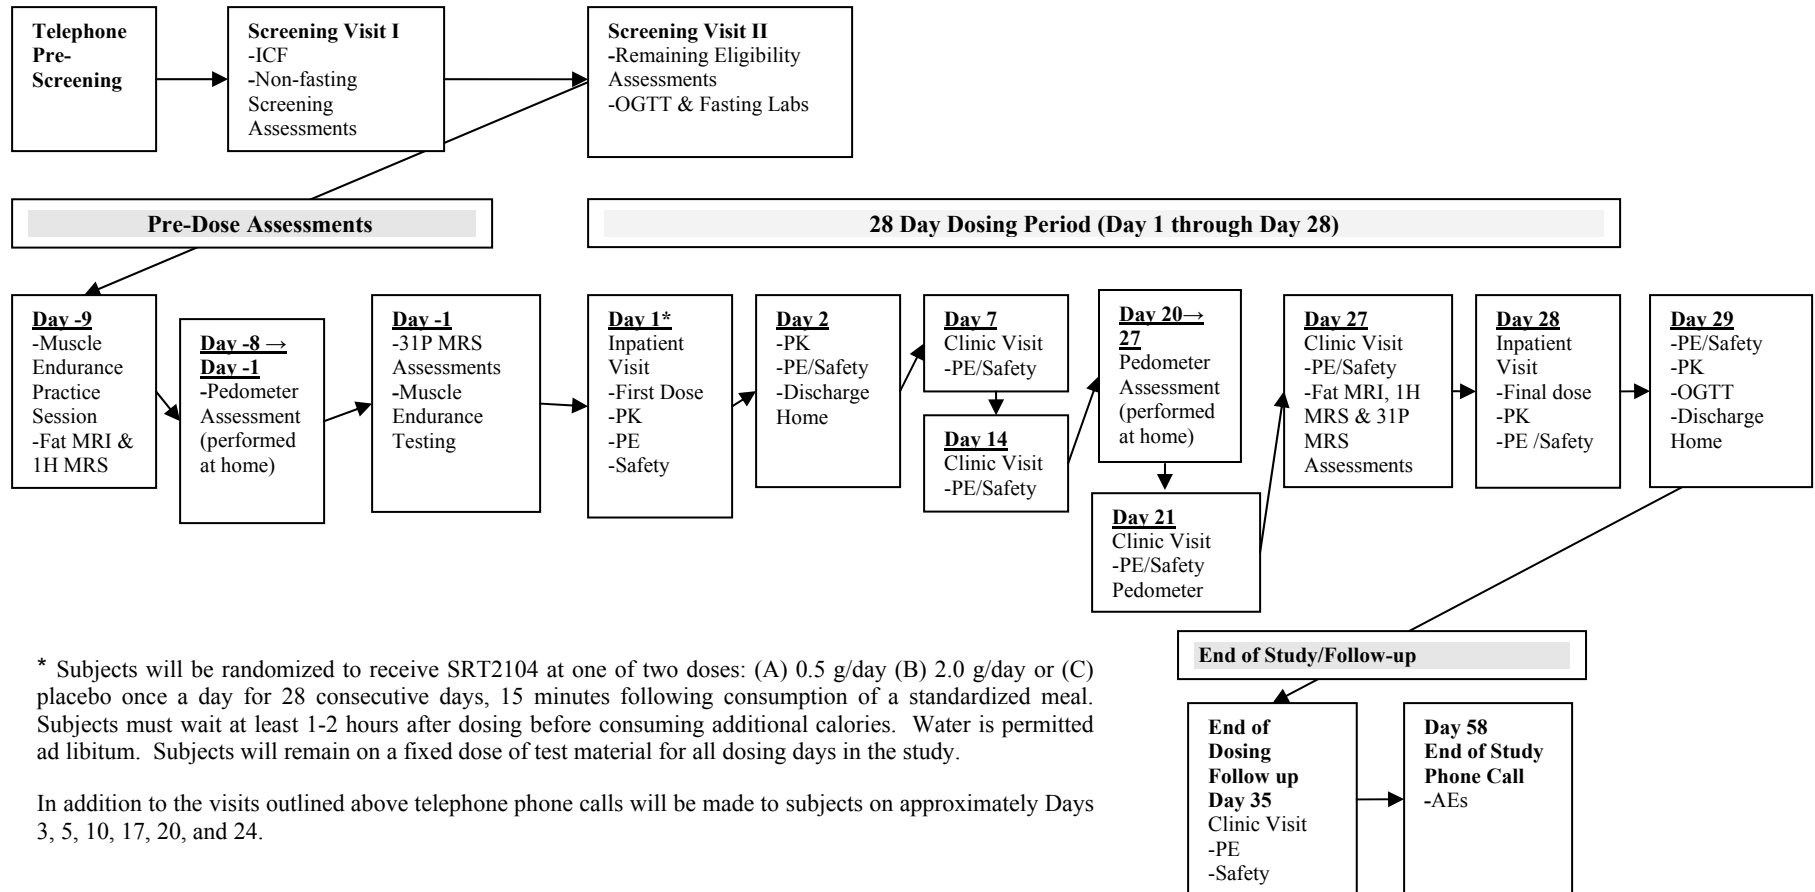 Telephone
Pre-
Screening
Screening Visit I
-ICF
-Non-fasting
Screening
Assessments
Screening Visit II
-Remaining Eligibility
Assessments
-OGTT & Fasting Labs
Pre-Dose Assessments
28 Day Dosing Period (Day 1 through Day 28)
Day -9
-Muscle
Endurance
Practice
Session
-Fat MRI &
1H MRS
Day -8 →
Day -1
-Pedometer
Assessment
(performed
at home)
Day -1
-31P MRS
Assessments
-Muscle
Endurance
Testing
Day 1*
Inpatient
Visit
-First Dose
-PK
-PE
-Safety
Day 2
-PK
-PE/Safety
-Discharge
Home
Day 7
Clinic Visit
-PE/Safety
Day 14
Clinic Visit
-PE/Safety
Day 20→
27
Pedometer
Assessment
(performed
at home)
Day 21
Clinic Visit
-PE/Safety
Pedometer
Day 27
Clinic Visit
-PE/Safety
-Fat MRI, 1H
MRS & 31P
MRS
Assessments
Day 28
Inpatient
Visit
-Final dose
-PK
-PE /Safety
Day 29
-PE/Safety
-PK
-OGTT
-Discharge
Home
* Subjects will be randomized to receive SRT2104 at one of two doses: (A) 0.5 g/day (B) 2.0 g/day or (C)
placebo once a day for 28 consecutive days, 15 minutes following consumption of a standardized meal.
Subjects must wait at least 1-2 hours after dosing before consuming additional calories. Water is permitted
ad libitum. Subjects will remain on a fixed dose of test material for all dosing days in the study.
In addition to the visits outlined above telephone phone calls will be made to subjects on approximately Days
3, 5, 10, 17, 20, and 24.
End of Study/Follow-up
End of
Dosing
Follow up
Day 35
Clinic Visit
-PE
-Safety
Day 58
End of Study
Phone Call
-AEs